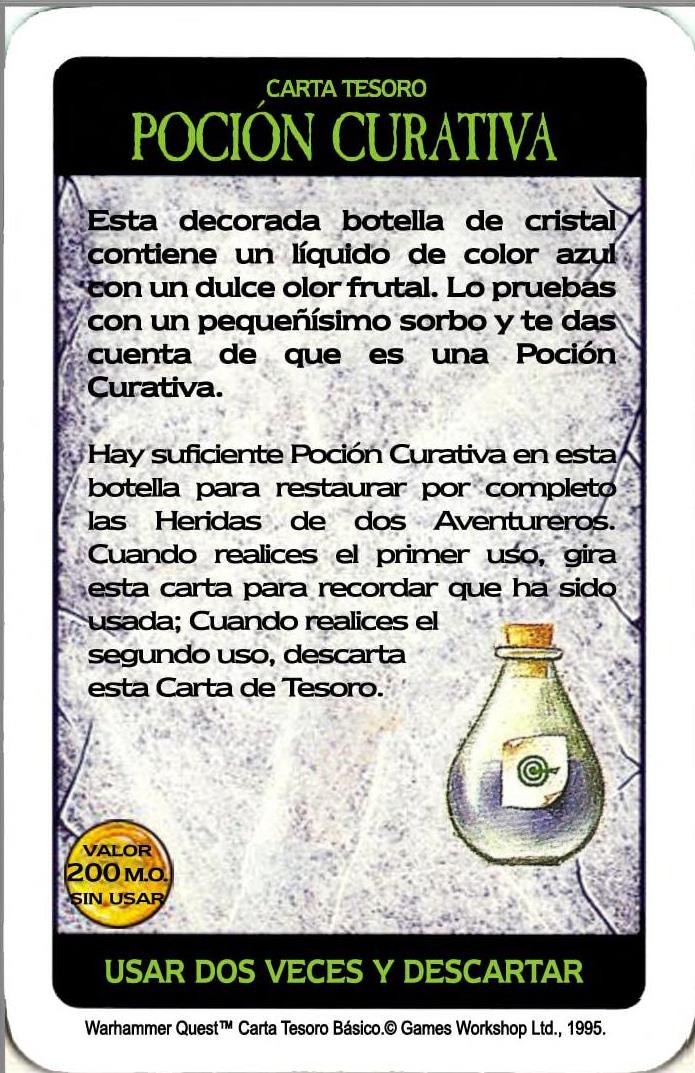 CARTA TESORO
POCIÓN CURATIVA
Esta decorada botella de cristal
contiene un líquido de color azul
con un dulce olor frutal. Lo pruebas
con un pequeñísimo sorbo y te das
cuenta de que es una Poción
Curativa.
Hay suficiente Poción Curativa en esta
botella para restaurar por completo
las Heridas de dos Aventureros.
Cuando realices el primer uso, gira
esta carta para recordar que ha sido
usada; Cuando realices el
segundo uso, descarta
esta Carta de Tesoro.
VALOR
200 M.O.
SIN USAR
USAR DOS VECES Y DESCARTAR
Warhammer Quest™ Carta Tesoro Básico.© Games Workshop Ltd., 1995.